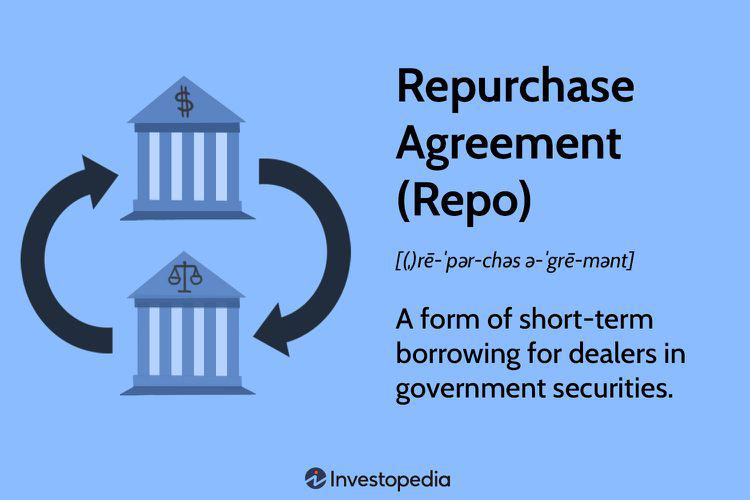 $
Repurchase
Agreement
(Repo)
[(ˌ)rē-ˈpər-chəs ə-ˈgrē-mənt]
A form of short-term
borrowing for dealers in
government securities.
Investopedia